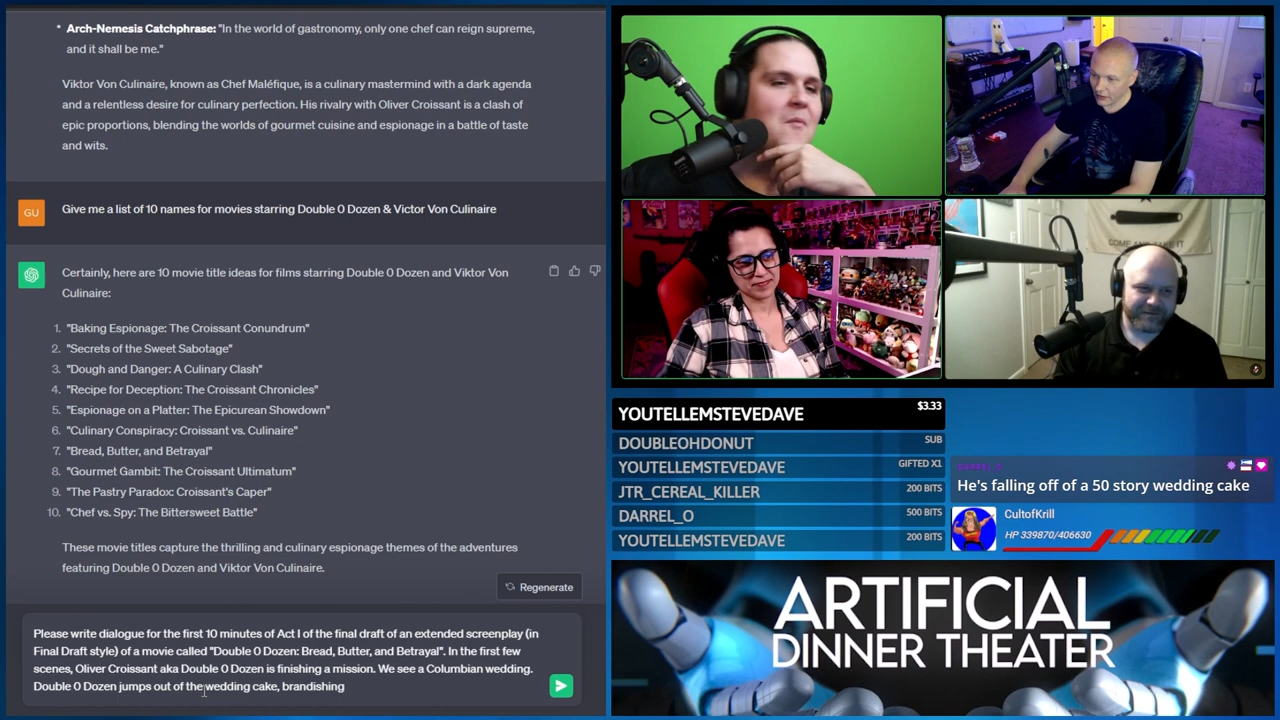 Arch-Nemesis Catchphrase: "In the world of gastronomy, only one chef can reign supreme,
and it shall be me."
Viktor Von Culinaire, known as Chef Maléfique, is a culinary mastermind with a dark agenda
and a relentless desire for culinary perfection. His rivalry with Oliver Croissant is a clash of
epic proportions, blending the worlds of gourmet cuisine and espionage in a battle of taste
and wits.
GU
Give me a list of 10 names for movies starring Double 0 Dozen & Victor Von Culinaire
Certainly, here are 10 movie title ideas for films starring Double 0 Dozen and Viktor Von
Culinaire:
1. "Baking Espionage: The Croissant Conundrum"
2. "Secrets of the Sweet Sabotage"
3. "Dough and Danger: A Culinary Clash"
4. "Recipe for Deception: The Croissant Chronicles"
5. "Espionage on a Platter: The Epicurean Showdown"
6. "Culinary Conspiracy: Croissant vs. Culinaire"
7. "Bread, Butter, and Betrayal"
8. "Gourmet Gambit: The Croissant Ultimatum"
9. "The Pastry Paradox: Croissant's Caper"
10. "Chef vs. Spy: The Bittersweet Battle"
These movie titles capture the thrilling and culinary espionage themes of the adventures
featuring Double 0 Dozen and Viktor Von Culinaire.
Regenerate
Please write dialogue for the first 10 minutes of Act I of the final draft of an extended screenplay (in
Final Draft style) of a movie called "Double 0 Dozen: Bread, Butter, and Betrayal". In the first few
scenes, Oliver Croissant aka Double 0 Dozen is finishing a mission. We see a Columbian wedding.
Double 0 Dozen jumps out of the wedding cake, brandishing
COME AND TAKE IT
YOUTELLEMSTEVEDAVE $3.33
DOUBLEOHDONUT SUB
YOUTELLEMSTEVEDAVE GIFTED X1
JTR_CEREAL_KILLER 200 BITS
DARREL_O 500 BITS
YOUTELLEMSTEVEDAVE 200 BITS
DARREL_O
He's falling off of a 50 story wedding cake
CultofKrill
HP 339870/406630
ARTIFICIAL
DINNER THEATER